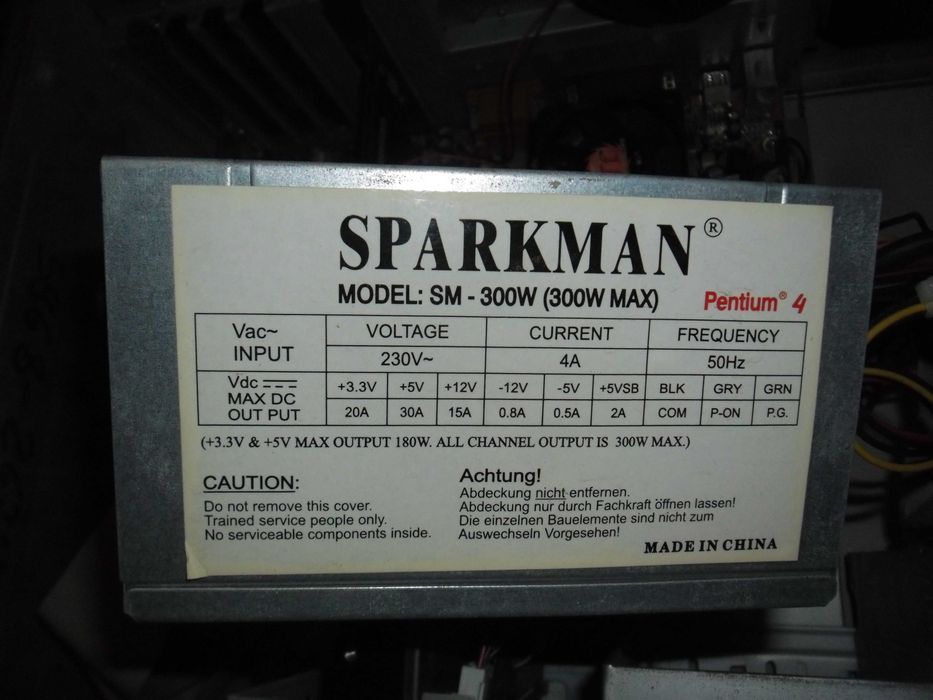 SPARKMAN®
MODEL: SM - 300W (300W MAX)
Pentium® 4
Vac~ INPUT VOLTAGE CURRENT FREQUENCY
230V~ 4A 50Hz
Vdc MAX DC OUT PUT +3.3V +5V +12V -12V -5V +5VSB BLK GRY GRN
20A 30A 15A 0.8A 0.5A 2A COM P-ON P.G.
(+3.3V & +5V MAX OUTPUT 180W. ALL CHANNEL OUTPUT IS 300W MAX.)
CAUTION:
Do not remove this cover.
Trained service people only.
No serviceable components inside.
Achtung!
Abdeckung nicht entfernen.
Abdeckung nur durch Fachkraft öffnen lassen!
Die einzelnen Bauelemente sind nicht zum
Auswechseln Vorgesehen!
MADE IN CHINA